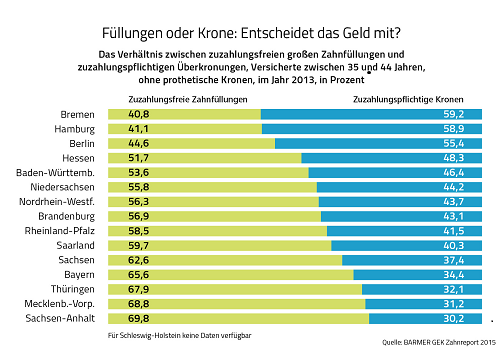 Füllungen oder Krone: Entscheidet das Geld mit?
Das Verhältnis zwischen zuzahlungsfreien großen Zahnfüllungen und
zuzahlungspflichtigen Überkronungen, Versicherte zwischen 35 und 44 Jahren,
ohne prothetische Kronen, im Jahr 2013, in Prozent
Zuzahlungsfreie Zahnfüllungen Zuzahlungspflichtige Kronen
Bremen 40,8 59,2
Hamburg 41,1 58,9
Berlin 44,6 55,4
Hessen 51,7 48,3
Baden-Württemb. 53,6 46,4
Niedersachsen 55,8 44,2
Nordrhein-Westf. 56,3 43,7
Brandenburg 56,9 43,1
Rheinland-Pfalz 58,5 41,5
Saarland 59,7 40,3
Sachsen 62,6 37,4
Bayern 65,6 34,4
Thüringen 67,9 32,1
Mecklenb.-Vorp. 68,8 31,2
Sachsen-Anhalt 69,8 30,2
Für Schleswig-Holstein keine Daten verfügbar
Quelle: BARMER GEK Zahnreport 2015